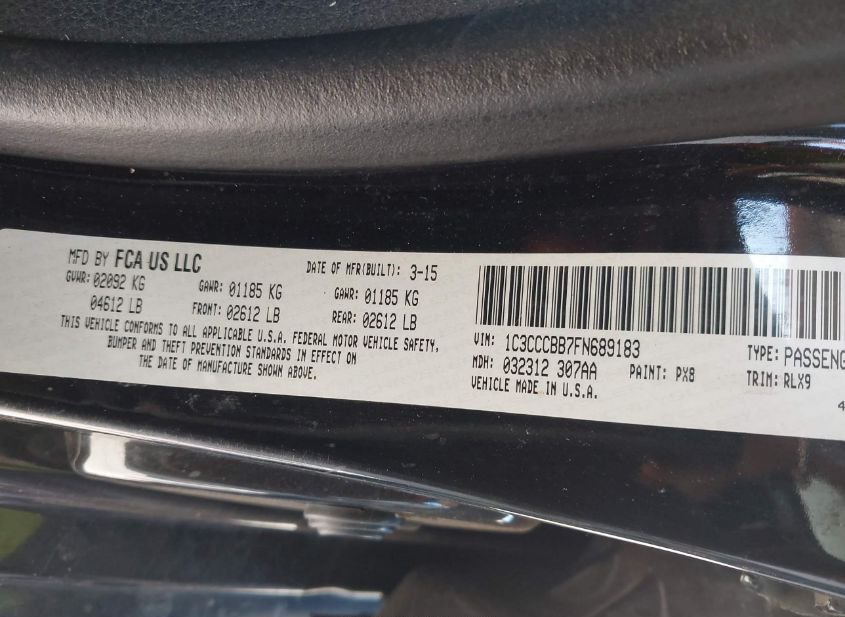 MFD BY FCA US LLC
DATE OF MFR(BUILT): 3-15
GVWR: 02092 KG
04612 LB
GAWR: 01185 KG
FRONT: 02612 LB
GAWR: 01185 KG
REAR: 02612 LB
THIS VEHICLE CONFORMS TO ALL APPLICABLE U.S.A. FEDERAL MOTOR VEHICLE SAFETY,
BUMPER AND THEFT PREVENTION STANDARDS IN EFFECT ON
THE DATE OF MANUFACTURE SHOWN ABOVE.
VIN: 1C3CCCBB7FN689183
TYPE: PASSENG
MDH: 032312 307AA
PAINT: PX8
TRIM: RLX9
VEHICLE MADE IN U.S.A.
4